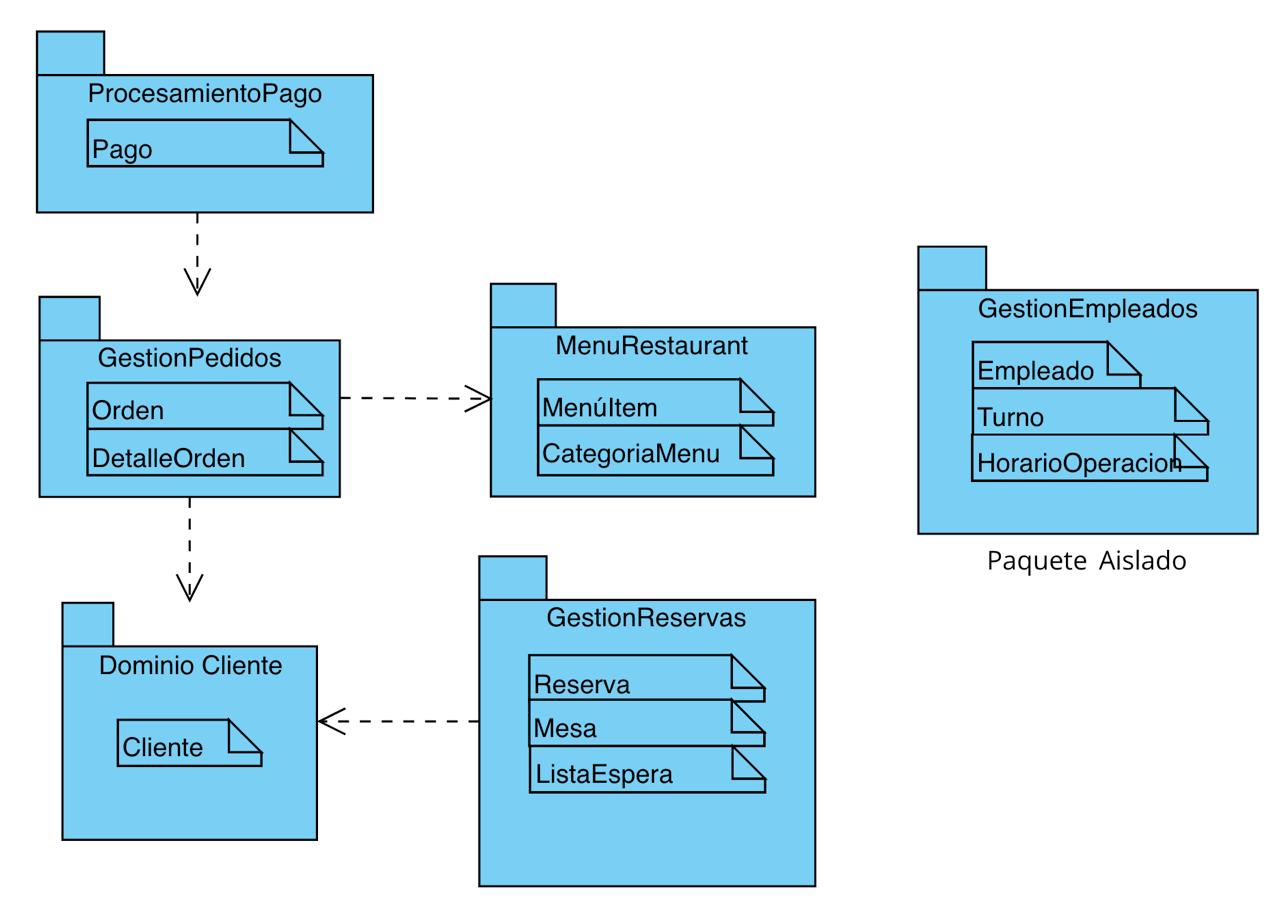 ProcesamientoPago
Pago
GestionPedidos
Orden
DetalleOrden
MenuRestaurant
MenúItem
CategoriaMenu
GestionEmpleados
Empleado
Turno
HorarioOperacion
Paquete Aislado
Dominio Cliente
Cliente
GestionReservas
Reserva
Mesa
ListaEspera